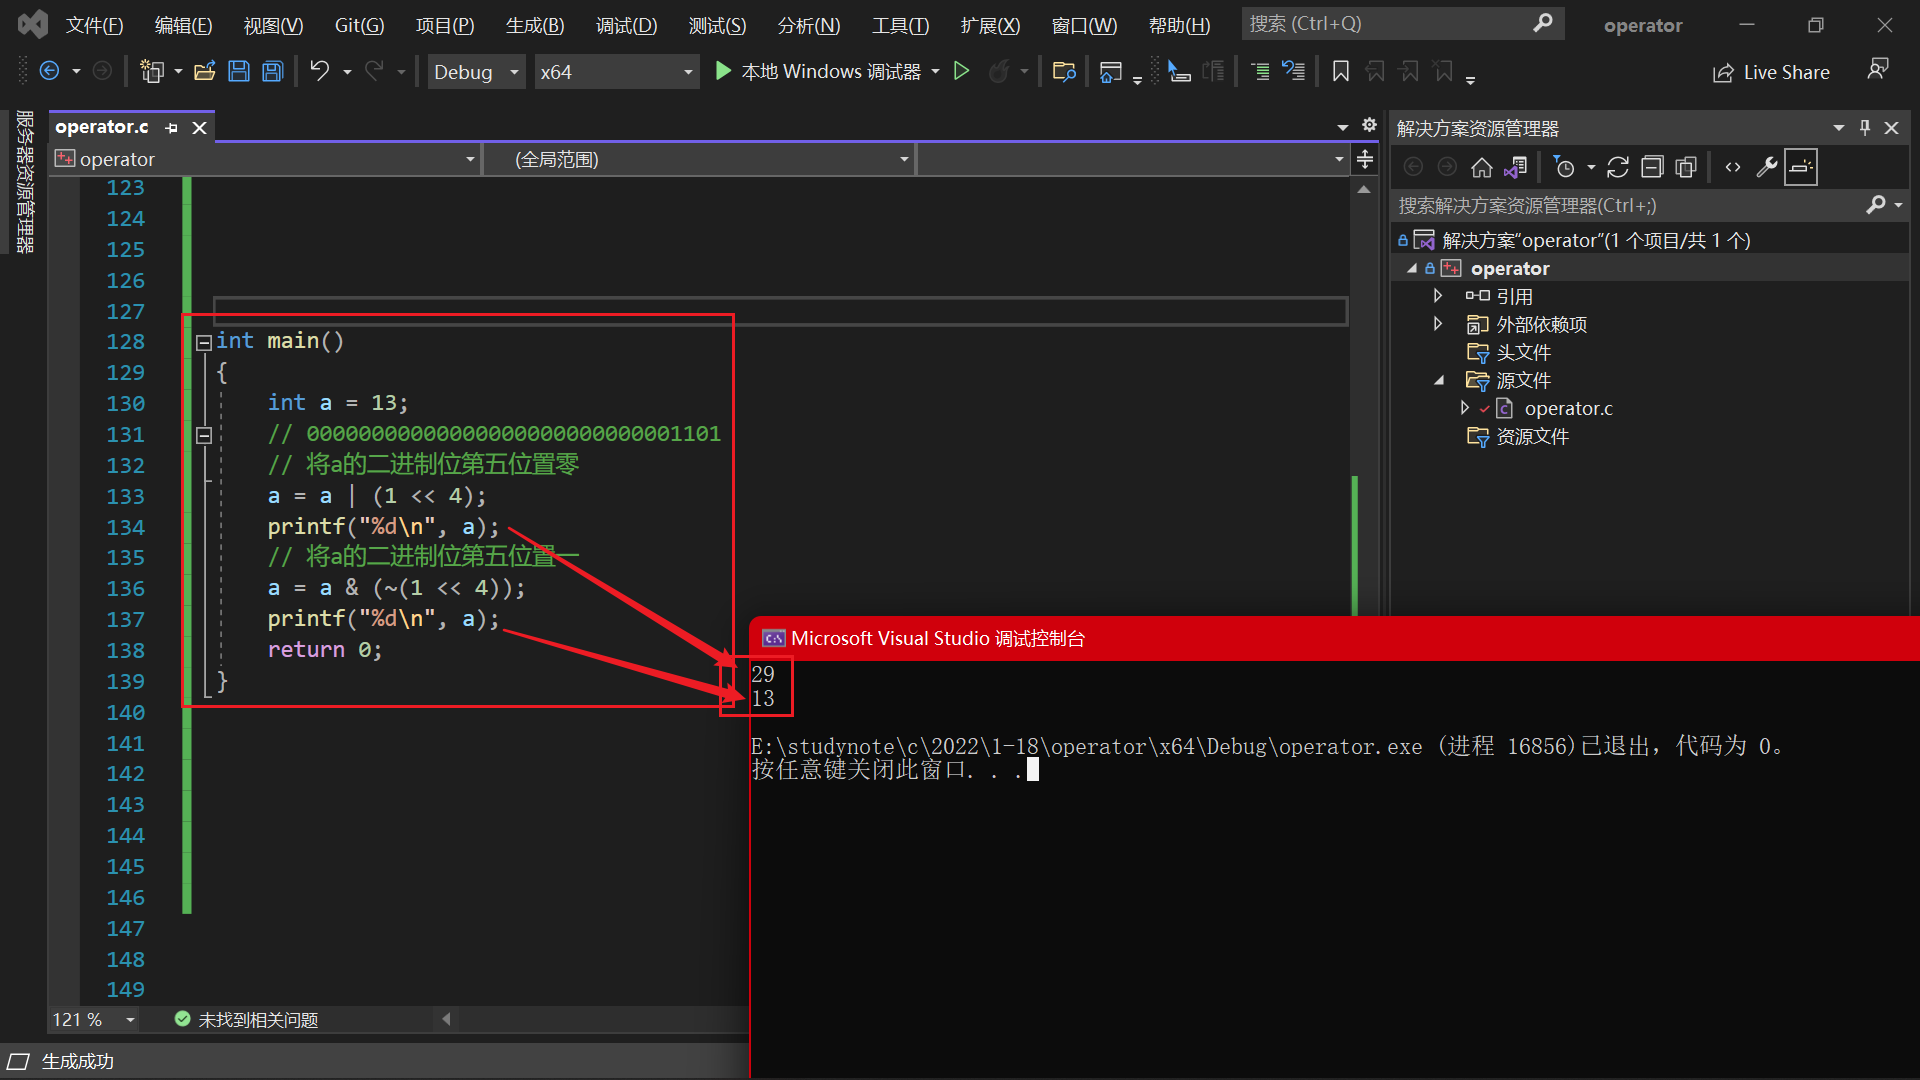 文件(F) 编辑(E) 视图(V) Git(G) 项目(P) 生成(B) 调试(D) 测试(S) 分析(N) 工具(T) 扩展(X) 窗口(W) 帮助(H) 搜索 (Ctrl+Q) operator
Debug x64 本地 Windows 调试器 Live Share
服务器资源管理器
operator.c
operator (全局范围)
123
124
125
126
127
128 int main()
129 {
130 int a = 13;
131 // 00000000000000000000000000001101
132 // 将a的二进制位第五位置零
133 a = a | (1 << 4);
134 printf("%d\n", a);
135 // 将a的二进制位第五位置一
136 a = a & (~(1 << 4));
137 printf("%d\n", a);
138 return 0;
139 }
140
141
142
143
144
145
146
147
148
149
121 % 未找到相关问题
生成成功
解决方案资源管理器
搜索解决方案资源管理器(Ctrl+;)
解决方案“operator”(1 个项目/共 1 个)
operator
引用
外部依赖项
头文件
源文件
operator.c
资源文件
Microsoft Visual Studio 调试控制台
29
13
E:\studynote\c\2022\1-18\operator\x64\Debug\operator.exe (进程 16856)已退出，代码为 0。
按任意键关闭此窗口. . .